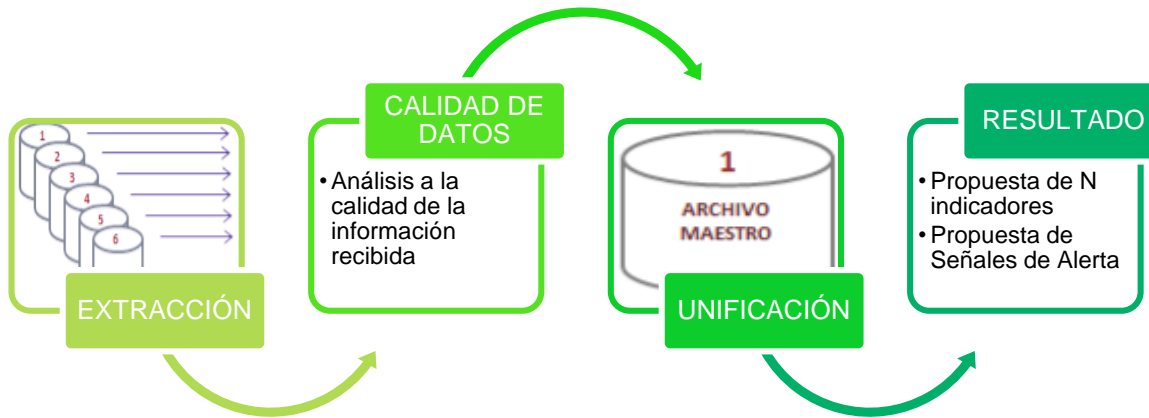 1
2
3
4
5
6
EXTRACCIÓN
CALIDAD DE
DATOS
• Análisis a la
calidad de la
información
recibida
1
ARCHIVO
MAESTRO
UNIFICACIÓN
RESULTADO
• Propuesta de N
indicadores
• Propuesta de
Señales de Alerta